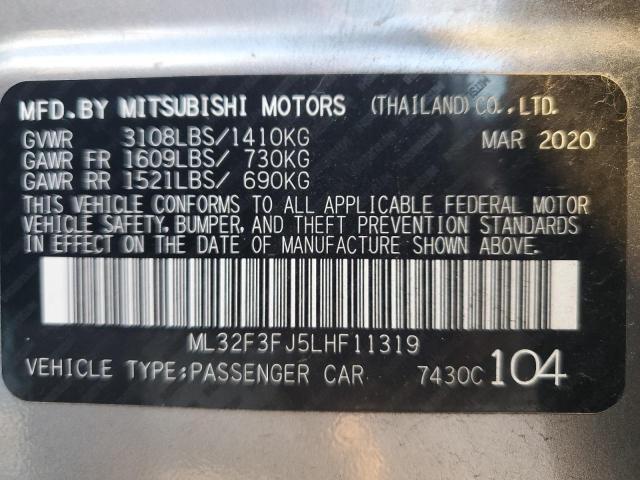 MFD.BY MITSUBISHI MOTORS (THAILAND)CO.,LTD.
GVWR 3108LBS/1410KG MAR 2020
GAWR FR 1609LBS/ 730KG
GAWR RR 1521LBS/ 690KG
THIS VEHICLE CONFORMS TO ALL APPLICABLE FEDERAL MOTOR
VEHICLE SAFETY, BUMPER, AND THEFT PREVENTION STANDARDS
IN EFFECT ON THE DATE OF MANUFACTURE SHOWN ABOVE.
ML32F3FJ5LHF11319
VEHICLE TYPE;PASSENGER CAR 7430C 104